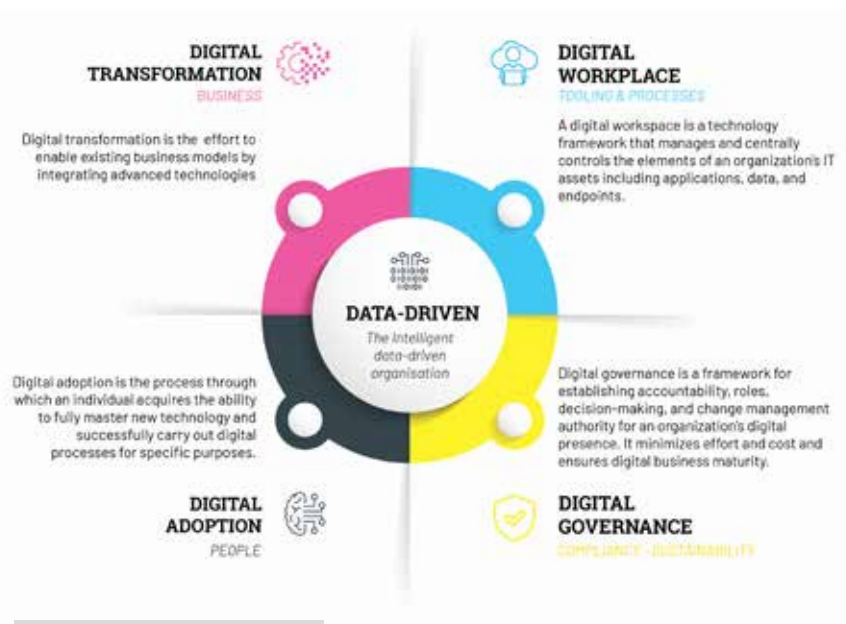 DIGITAL
TRANSFORMATION
BUSINESS
Digital transformation is the effort to
enable existing business models by
integrating advanced technologies
DIGITAL
WORKPLACE
TOOLING & PROCESSES
A digital workspace is a technology
framework that manages and centrally
controls the elements of an organization's IT
assets including applications, data, and
endpoints.
DATA-DRIVEN
The Intelligent
data-driven
organisation
Digital adoption is the process through
which an individual acquires the ability
to fully master new technology and
successfully carry out digital
processes for specific purposes.
DIGITAL
ADOPTION
PEOPLE
Digital governance is a framework for
establishing accountability, roles,
decision-making, and change management
authority for an organization's digital
presence. It minimizes effort and cost and
ensures digital business maturity.
DIGITAL
GOVERNANCE
COMPLIANCY - SUSTAINABILITY